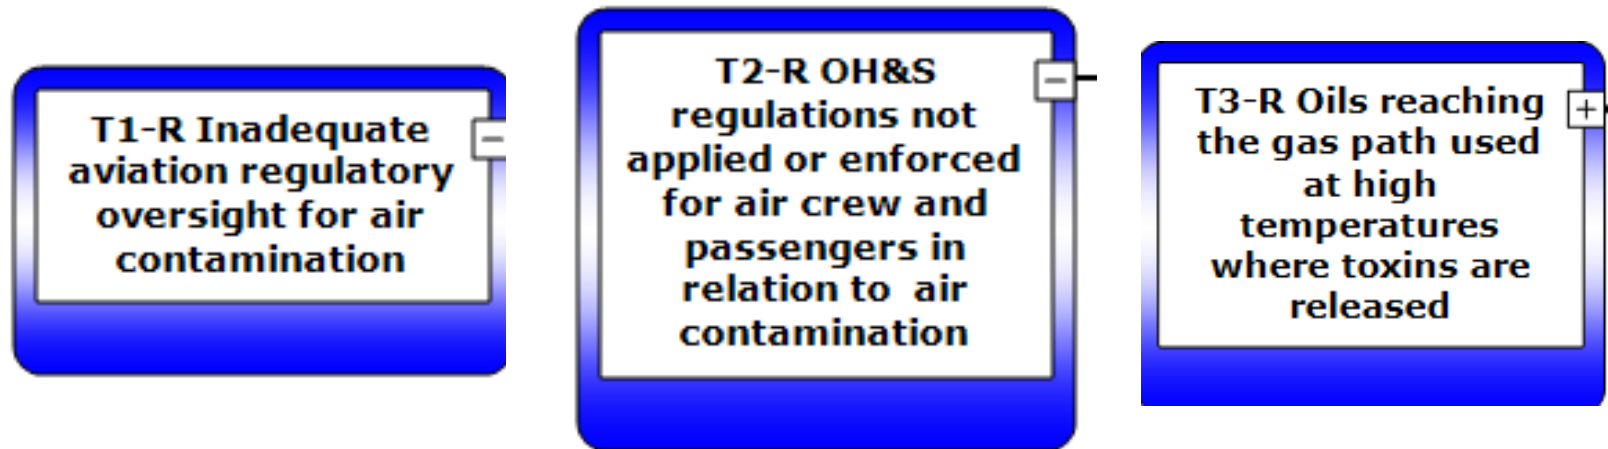 T1-R Inadequate
aviation regulatory
oversight for air
contamination
T2-R OH&S
regulations not
applied or enforced
for air crew and
passengers in
relation to  air
contamination
T3-R Oils reaching
the gas path used
at high
temperatures
where toxins are
released